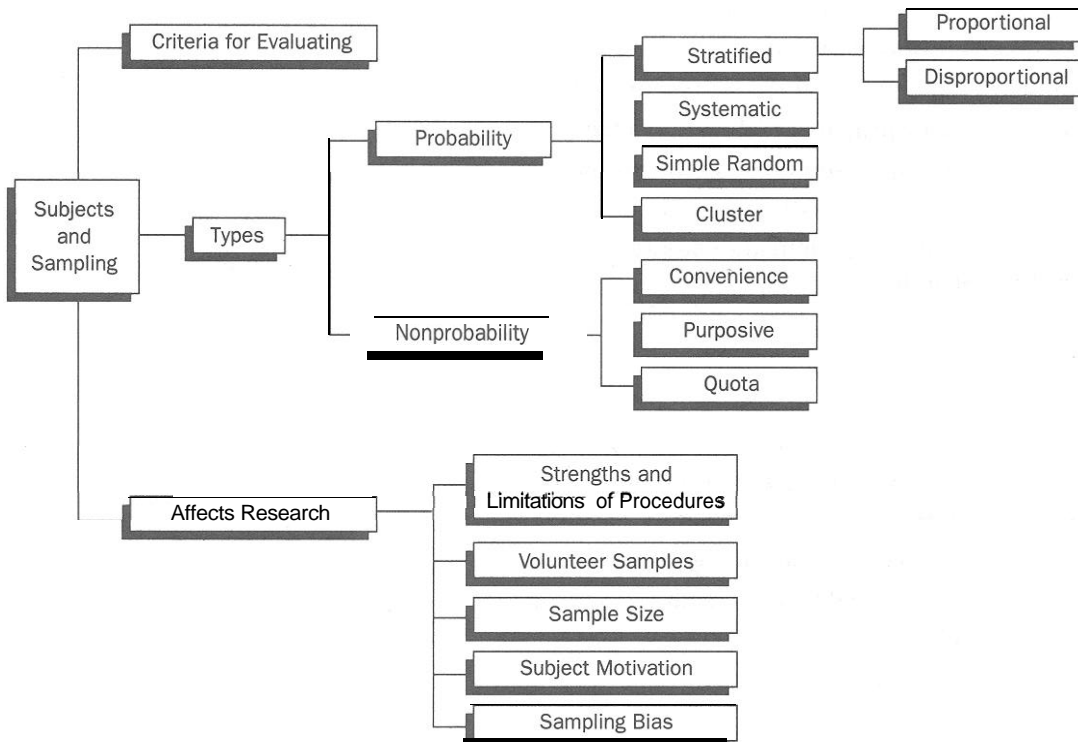 Criteria for Evaluating
Subjects
and
Sampling
Types
Probability
Stratified
Proportional
Disproportional
Systematic
Simple Random
Cluster
Nonprobability
Convenience
Purposive
Quota
Affects Research
Strengths and
Limitations of Procedures
Volunteer Samples
Sample Size
Subject Motivation
Sampling Bias